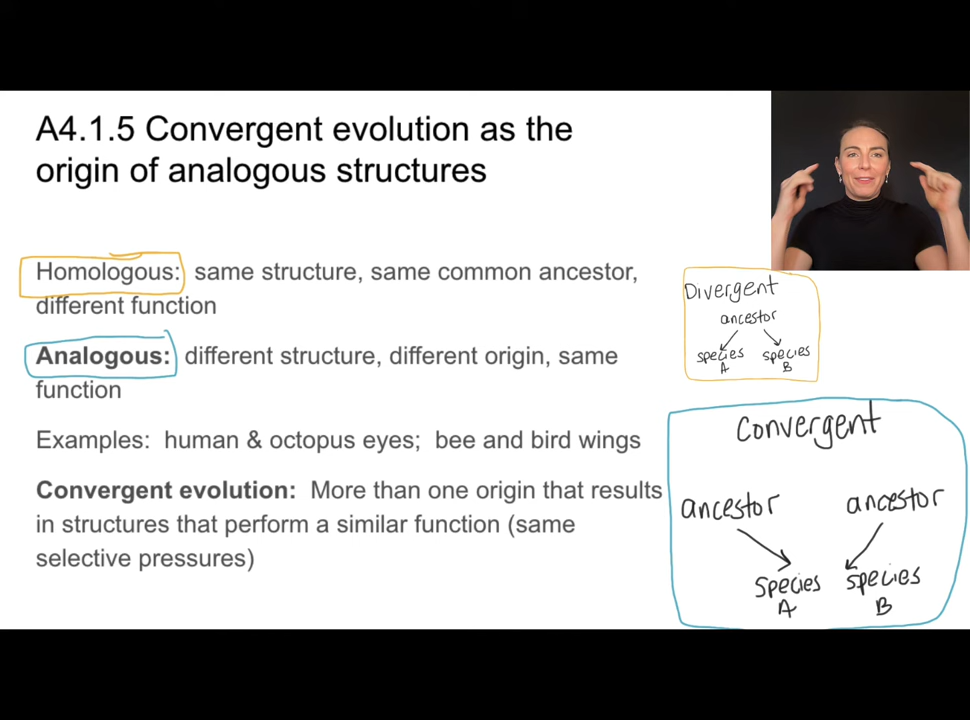 A4.1.5 Convergent evolution as the
origin of analogous structures
Homologous: same structure, same common ancestor,
different function
Analogous: different structure, different origin, same
function
Examples: human & octopus eyes; bee and bird wings
Convergent evolution: More than one origin that results
in structures that perform a similar function (same
selective pressures)
Divergent
ancestor
species species
A B
Convergent
ancestor ancestor
species species
A B